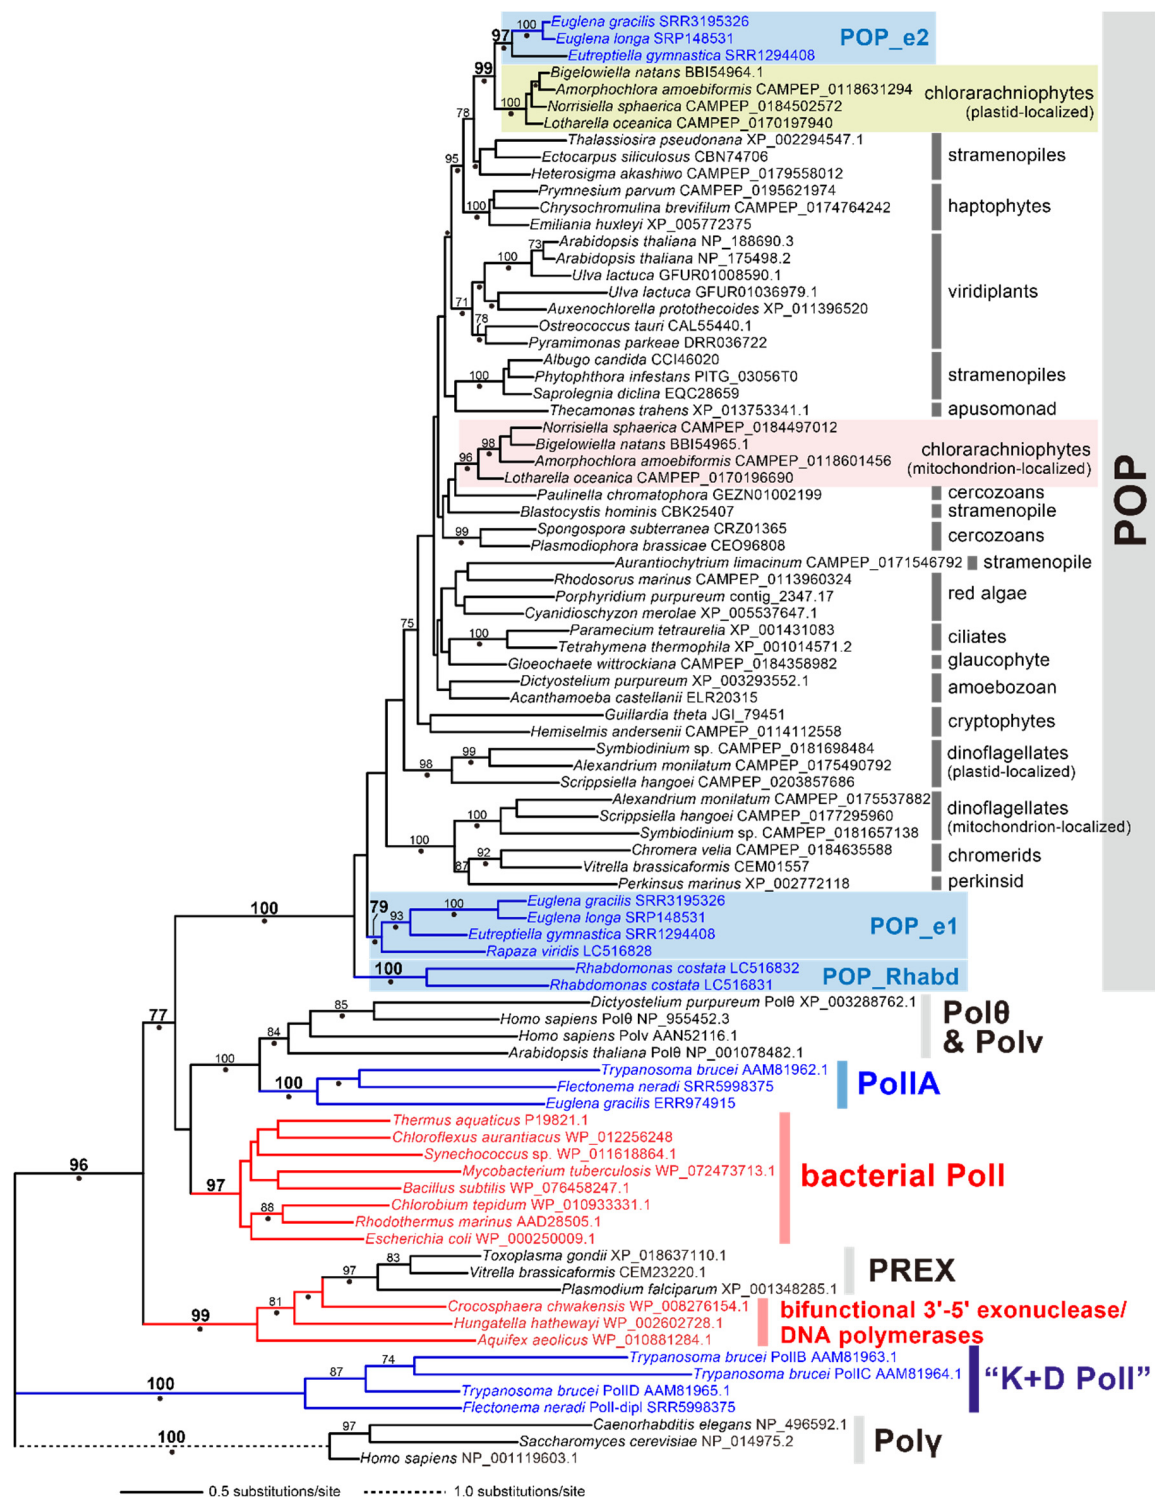 Euglena gracilis SRR3195326
100
97
Euglena longa SRP148531
POP_e2
Eutreptiella gymnastica SRR1294408
99
Bigelowiella natans BBI54964.1
Amorphochlora amoebiformis CAMPEP_0118631294
chlorarachniophytes
100
Norrisiella sphaerica CAMPEP_0184502572
(plastid-localized)
78
Lotharella oceanica CAMPEP_0170197940
Thalassiosira pseudonana XP_002294547.1
95
Ectocarpus siliculosus CBN74706
stramenopiles
Heterosigma akashiwo CAMPEP_0179558012
Prymnesium parvum CAMPEP_0195621974
100
Chrysochromulina brevifilum CAMPEP_0174764242
haptophytes
Emiliania huxleyi XP_005772375
73
Arabidopsis thaliana NP_188690.3
100
Arabidopsis thaliana NP_175498.2
Ulva lactuca GFUR01008590.1
Ulva lactuca GFUR01036979.1
viridiplants
71
Auxenochlorella protothecoides XP_011396520
78
Ostreococcus tauri CAL55440.1
Pyramimonas parkeae DRR036722
Albugo candida CCI46020
100
Phytophthora infestans PITG_03056T0
stramenopiles
Saprolegnia diclina EQC28659
Thecamonas trahens XP_013753341.1
apusomonad
Norrisiella sphaerica CAMPEP_0184497012
98
Bigelowiella natans BBI54965.1
chlorarachniophytes
96
Amorphochlora amoebiformis CAMPEP_0118601456
(mitochondrion-localized)
Lotharella oceanica CAMPEP_0170196690
Paulinella chromatophora GEZN01002199
cercozoans
Blastocystis hominis CBK25407
stramenopile
99
Spongospora subterranea CRZ01365
cercozoans
Plasmodiophora brassicae CEO96808
POP
Aurantiochytrium limacinum CAMPEP_0171546792
stramenopile
Rhodosorus marinus CAMPEP_0113960324
Porphyridium purpureum contig_2347.17
red algae
Cyanidioschyzon merolae XP_005537647.1
75
100
Paramecium tetraurelia XP_001431083
ciliates
Tetrahymena thermophila XP_001014571.2
Gloeochaete wittrockiana CAMPEP_0184358982
glaucophyte
Dictyostelium purpureum XP_003293552.1
amoebozoan
Acanthamoeba castellanii ELR20315
Guillardia theta JGI_79451
cryptophytes
Hemiselmis andersenii CAMPEP_0114112558
99
Symbiodinium sp. CAMPEP_0181698484
dinoflagellates
98
Alexandrium monilatum CAMPEP_0175490792
(plastid-localized)
Scrippsiella hangoei CAMPEP_0203857686
Alexandrium monilatum CAMPEP_0175537882
dinoflagellates
100
Scrippsiella hangoei CAMPEP_0177295960
(mitochondrion-localized)
Symbiodinium sp. CAMPEP_0181657138
100
92
Chromera velia CAMPEP_0184635588
chromerids
87
Vitrella brassicaformis CEM01557
Perkinsus marinus XP_002772118
perkinsid
79
100
Euglena gracilis SRR3195326
100
93
Euglena longa SRP148531
POP_e1
Eutreptiella gymnastica SRR1294408
Rapaza viridis LC516828
100
Rhabdomonas costata LC516832
POP_Rhabd
Rhabdomonas costata LC516831
85
Dictyostelium purpureum Polθ XP_003288762.1
77
Homo sapiens Polθ NP_955452.3
Polθ
84
Homo sapiens Polν AAN52116.1
& Polν
100
Arabidopsis thaliana Polθ NP_001078482.1
Trypanosoma brucei AAM81962.1
100
Flectonema neradi SRR5998375
PolIA
Euglena gracilis ERR974915
Thermus aquaticus P19821.1
Chloroflexus aurantiacus WP_012256248
Synechococcus sp. WP_011618864.1
96
Mycobacterium tuberculosis WP_072473713.1
bacterial PolI
97
Bacillus subtilis WP_076458247.1
88
Chlorobium tepidum WP_010933331.1
Rhodothermus marinus AAD28505.1
Escherichia coli WP_000250009.1
83
Toxoplasma gondii XP_018637110.1
97
Vitrella brassicaformis CEM23220.1
PREX
Plasmodium falciparum XP_001348285.1
81
Crocosphaera chwakensis WP_008276154.1
bifunctional 3'-5' exonuclease/
99
Hungatella hathewayi WP_002602728.1
DNA polymerases
Aquifex aeolicus WP_010881284.1
74
Trypanosoma brucei PolIB AAM81963.1
87
Trypanosoma brucei PolIC AAM81964.1
“K+D PolI”
100
Trypanosoma brucei PolID AAM81965.1
Flectonema neradi PolI-dipl SRR5998375
97
Caenorhabditis elegans NP_496592.1
100
Saccharomyces cerevisiae NP_014975.2
Polγ
Homo sapiens NP_001119603.1
0.5 substitutions/site
1.0 substitutions/site